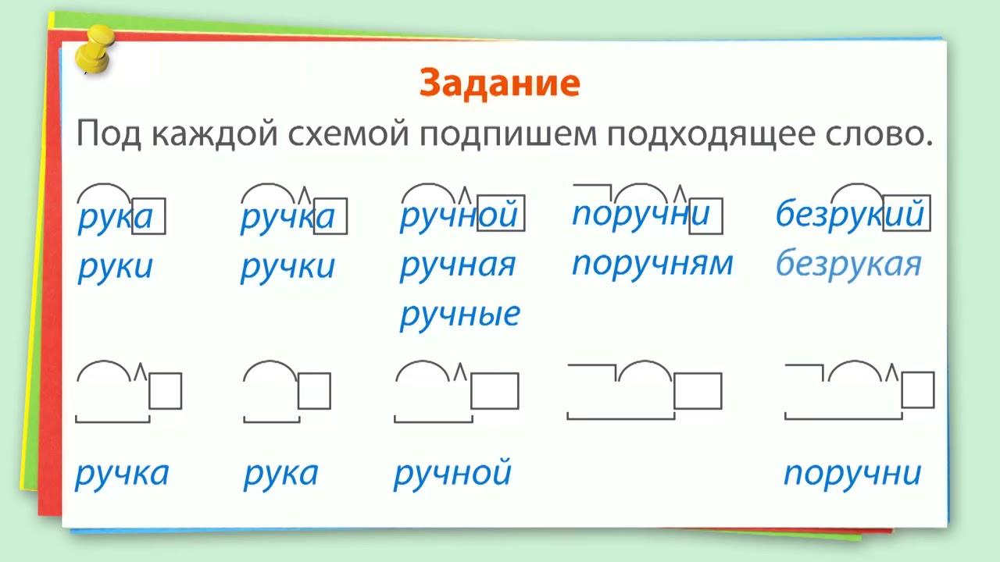 Задание
Под каждой схемой подпишем подходящее слово.
рука ручка ручной поручни безрукий
руки ручки ручная поручням безрукая
ручные
ручка рука ручной поручни